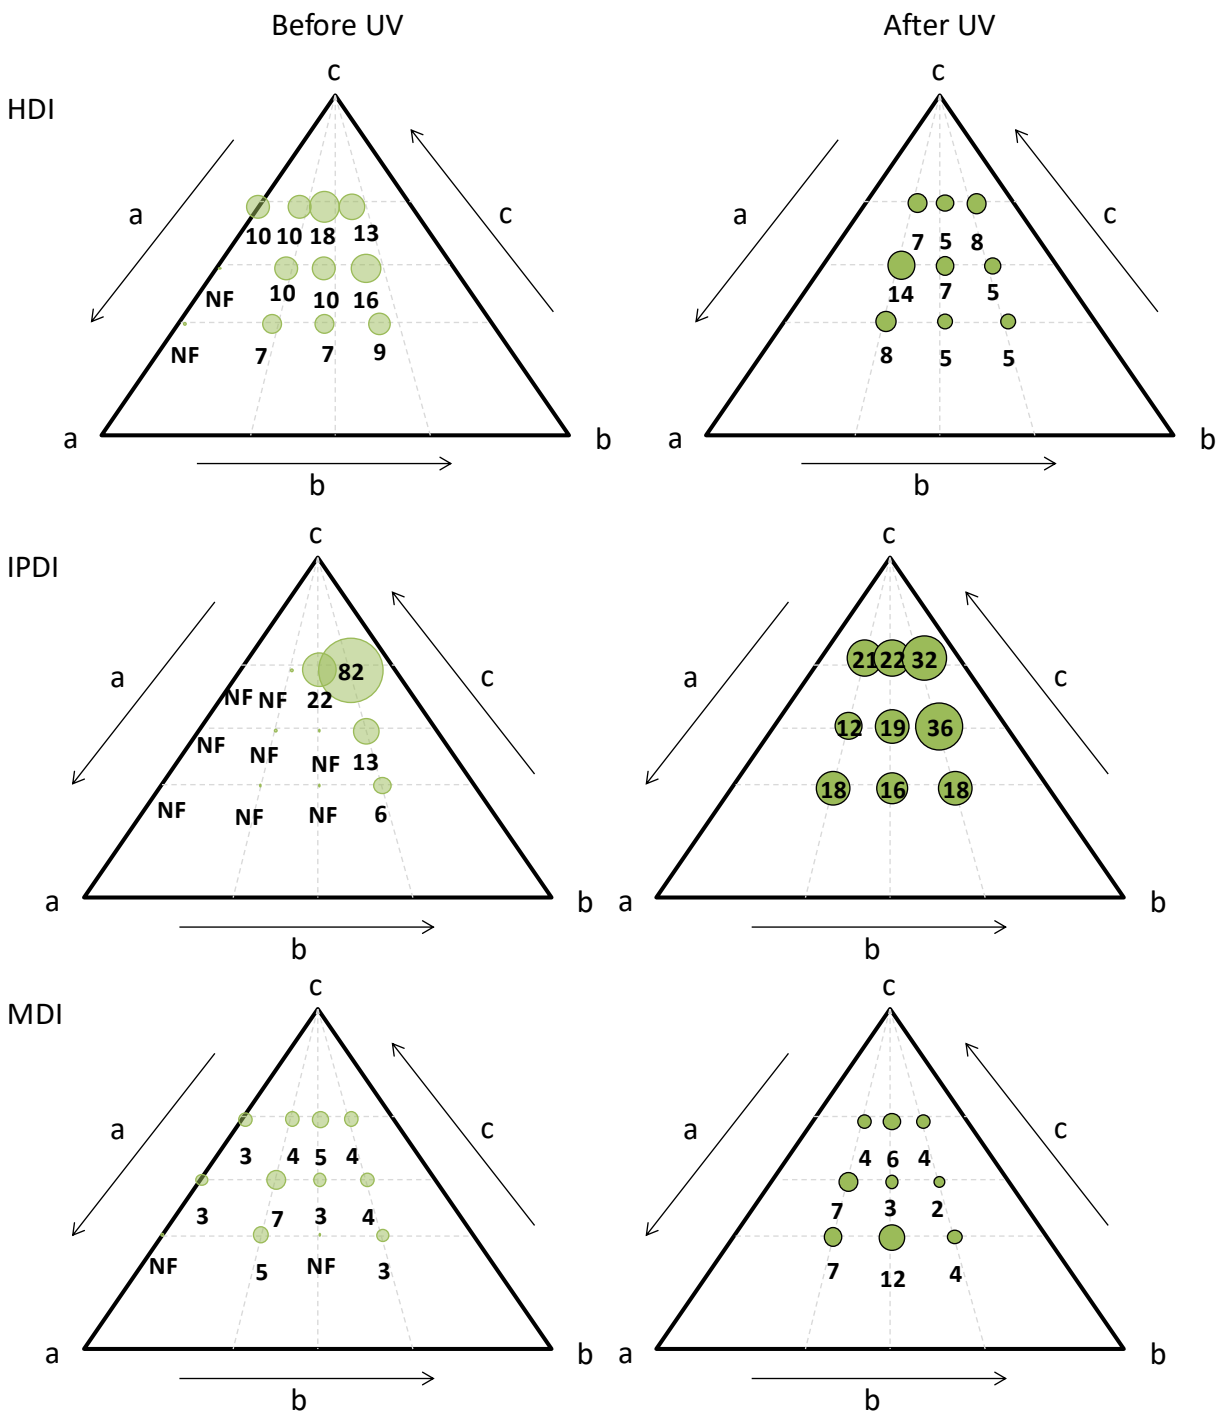 Before UV
After UV
HDI
c
c
a
c
a
c
10 10 18 13
7 5 8
NF 10 10 16
14 7 5
NF 7 7 9
8 5 5
a b
a b
b
b
IPDI
c
c
a
c
a
c
82
21 22 32
NF NF 22
12 19 36
NF NF NF 13
18 16 18
NF NF NF 6
a b
a b
b
b
MDI
c
c
a
c
a
c
3 4 5 4
4 6 4
3 7 3 4
7 3 2
NF 5 NF 3
7 12 4
a b
a b
b
b